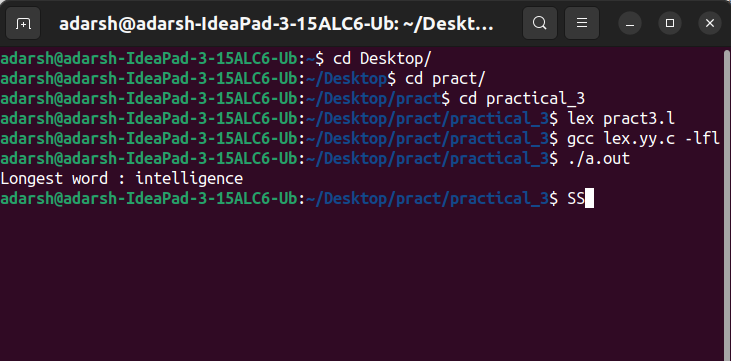 adarsh@adarsh-IdeaPad-3-15ALC6-Ub: ~/Deskt...
adarsh@adarsh-IdeaPad-3-15ALC6-Ub:~$ cd Desktop/
adarsh@adarsh-IdeaPad-3-15ALC6-Ub:~/Desktop$ cd pract/
adarsh@adarsh-IdeaPad-3-15ALC6-Ub:~/Desktop/pract$ cd practical_3
adarsh@adarsh-IdeaPad-3-15ALC6-Ub:~/Desktop/pract/practical_3$ lex pract3.l
adarsh@adarsh-IdeaPad-3-15ALC6-Ub:~/Desktop/pract/practical_3$ gcc lex.yy.c -lfl
adarsh@adarsh-IdeaPad-3-15ALC6-Ub:~/Desktop/pract/practical_3$ ./a.out
Longest word : intelligence
adarsh@adarsh-IdeaPad-3-15ALC6-Ub:~/Desktop/pract/practical_3$ SS